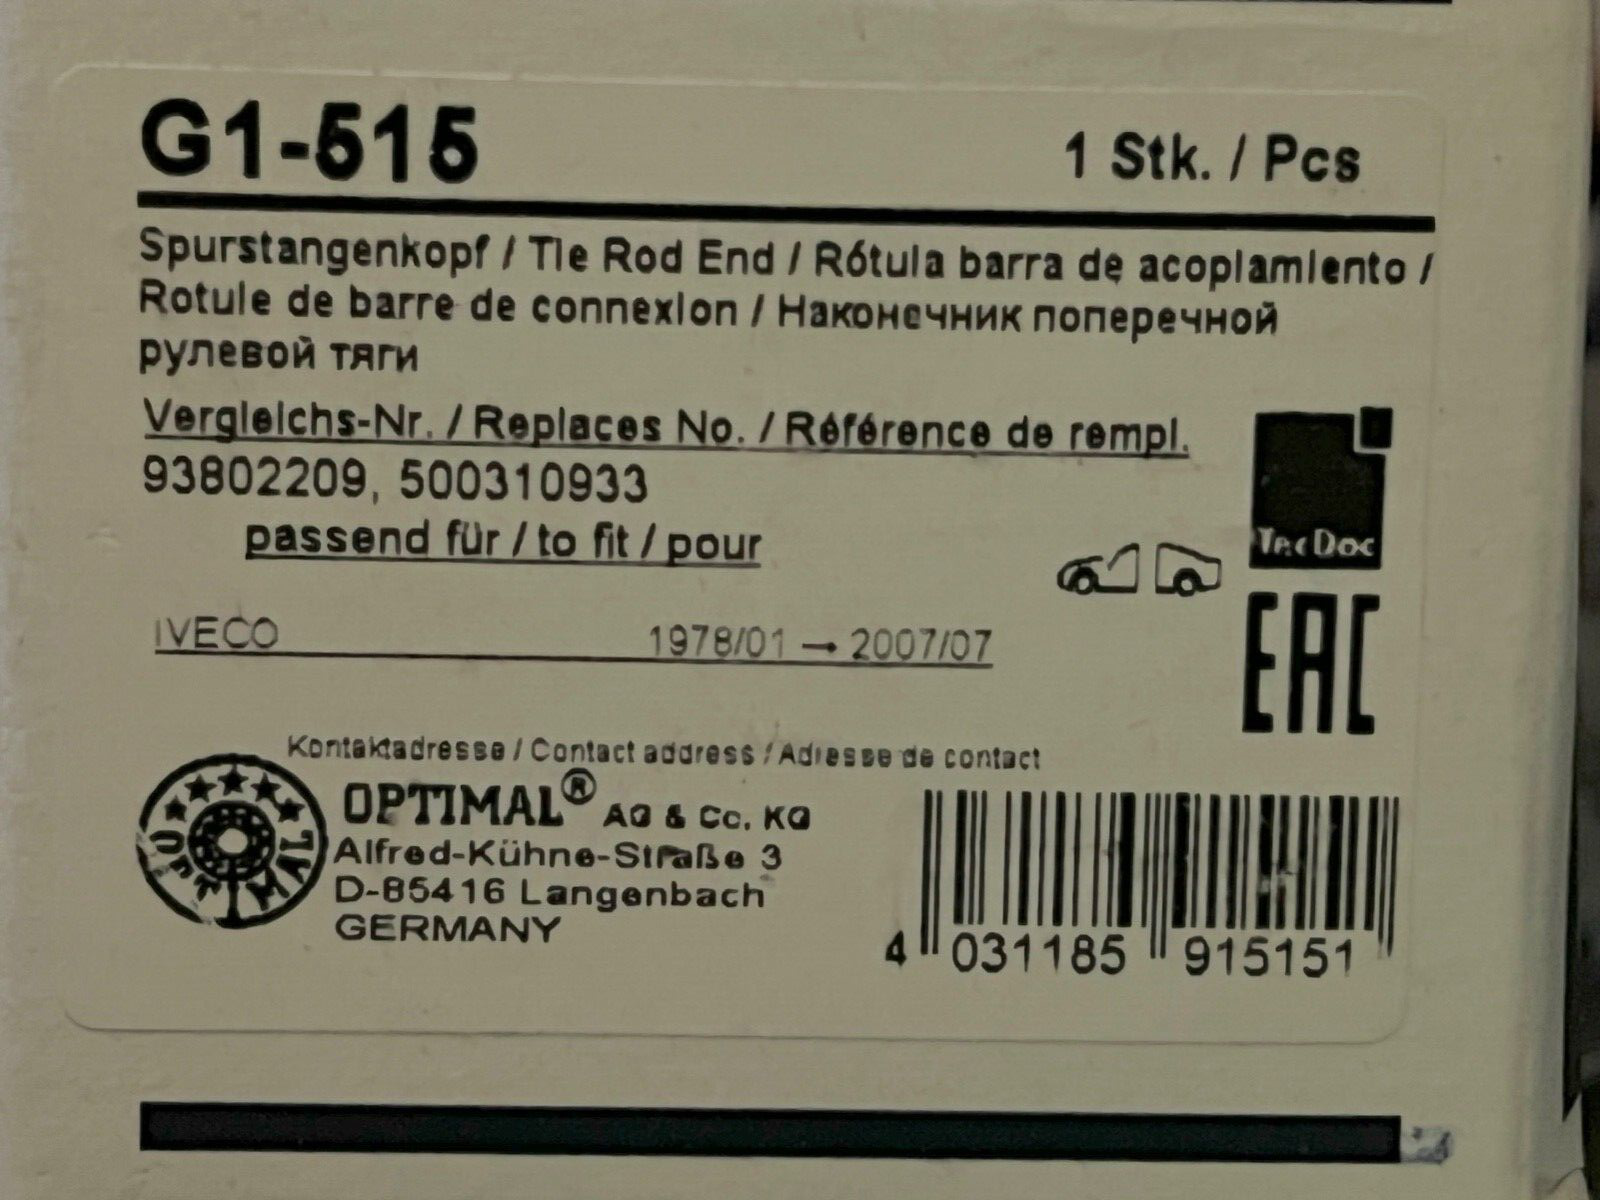 G1-515
1 Stk. / Pcs
Spurstangenkopf / Tie Rod End / Rótula barra de acoplamiento /
Rotule de barre de connexion / Наконечник поперечной
рулевой тяги
Vergleichs-Nr. / Replaces No. / Référence de rempl.
93802209, 500310933
passend für / to fit / pour
TecDoc
IVECO 1978/01 → 2007/07
EAC
Kontaktadresse / Contact address / Adresse de contact
OPTIMAL
OPTIMAL® AG & Co. KG
Alfred-Kühne-Straße 3
D-85416 Langenbach
GERMANY
4 031185 915151